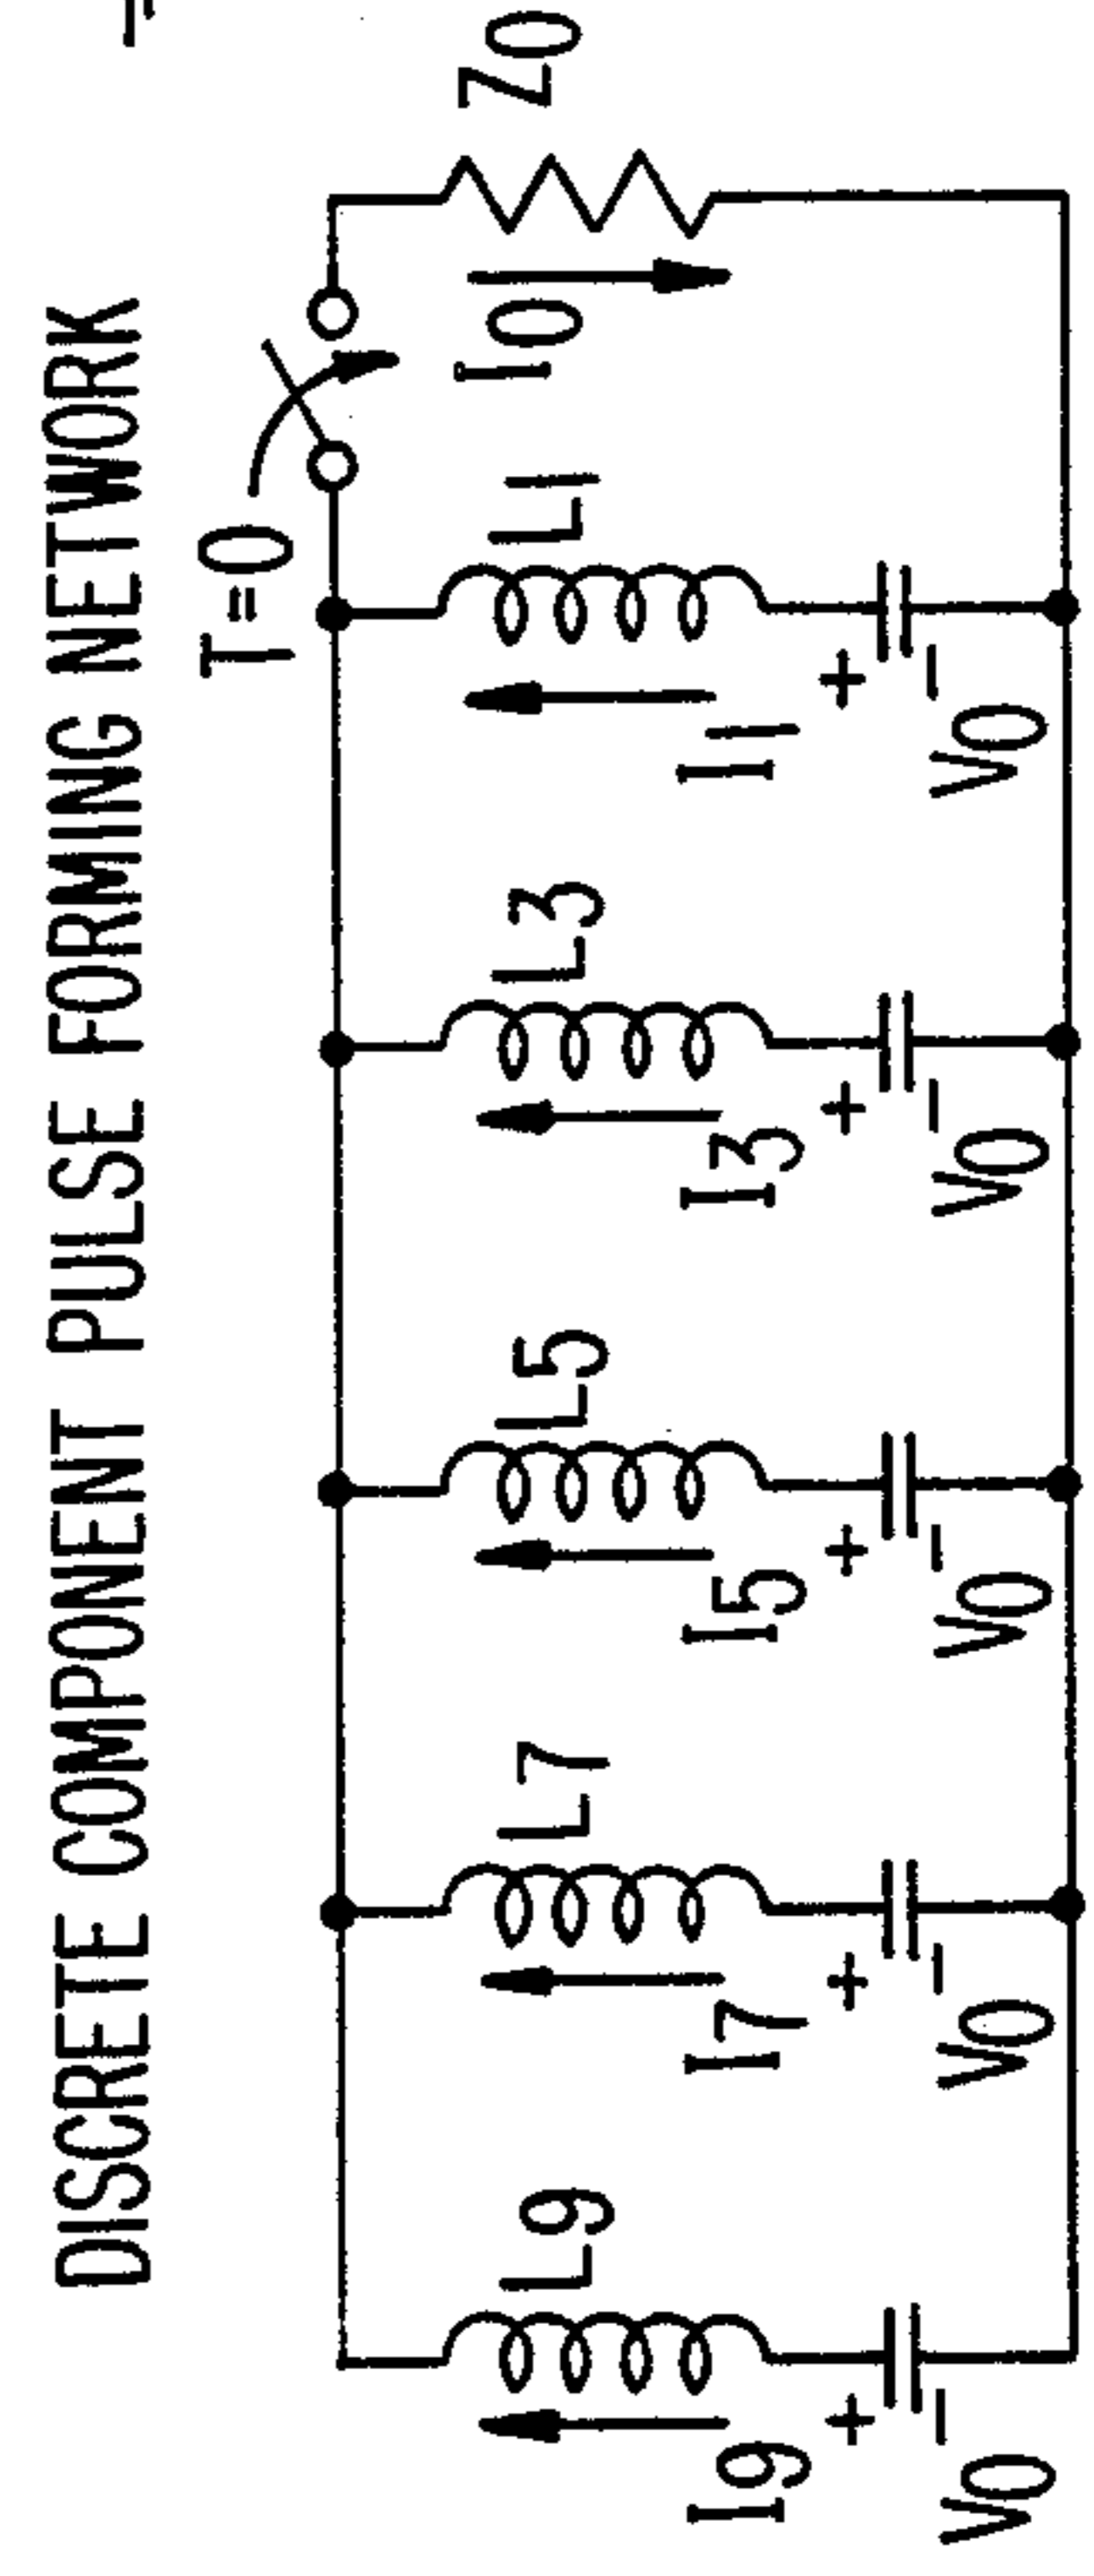 DISCRETE COMPONENT PULSE FORMING NETWORK
T=0
L9
L7
L5
L3
L1
I0
Z0
I9
I7
I5
I3
I1
+
-
V0
+
-
V0
+
-
V0
+
-
V0
+
-
V0